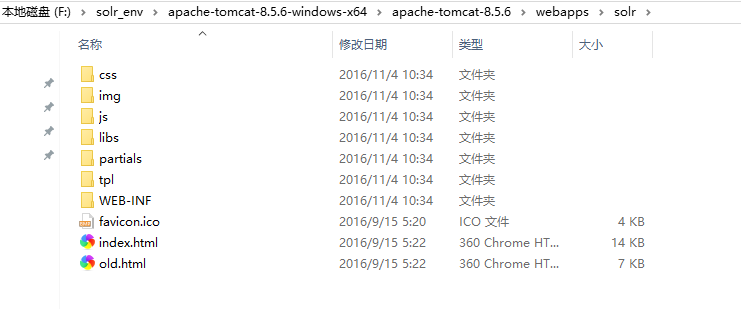 本地磁盘 (F:) › solr_env › apache-tomcat-8.5.6-windows-x64 › apache-tomcat-8.5.6 › webapps › solr ›
名称 修改日期 类型 大小
css 2016/11/4 10:34 文件夹
img 2016/11/4 10:34 文件夹
js 2016/11/4 10:34 文件夹
libs 2016/11/4 10:34 文件夹
partials 2016/11/4 10:34 文件夹
tpl 2016/11/4 10:34 文件夹
WEB-INF 2016/11/4 10:34 文件夹
favicon.ico 2016/9/15 5:20 ICO 文件 4 KB
index.html 2016/9/15 5:22 360 Chrome HT... 14 KB
old.html 2016/9/15 5:22 360 Chrome HT... 7 KB